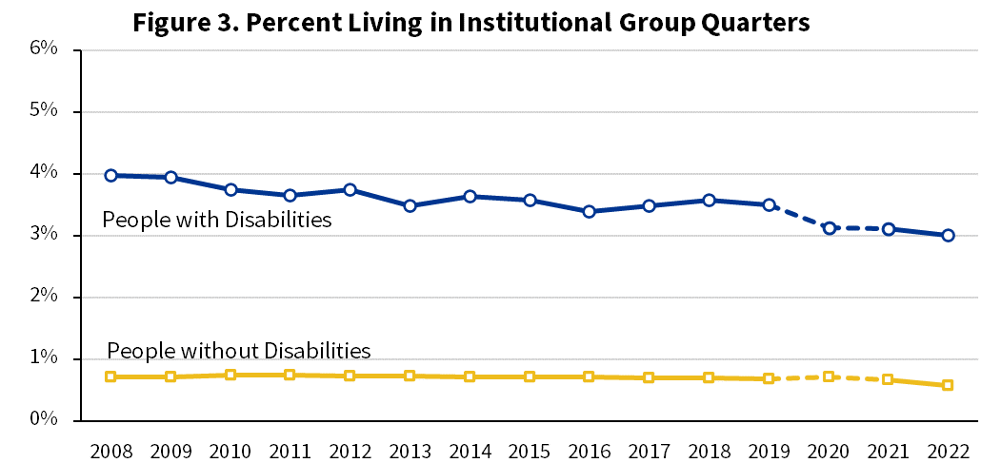 Figure 3. Percent Living in Institutional Group Quarters
6%
5%
4%
People with Disabilities
3%
2%
People without Disabilities
1%
0%
2008 2009 2010 2011 2012 2013 2014 2015 2016 2017 2018 2019 2020 2021 2022